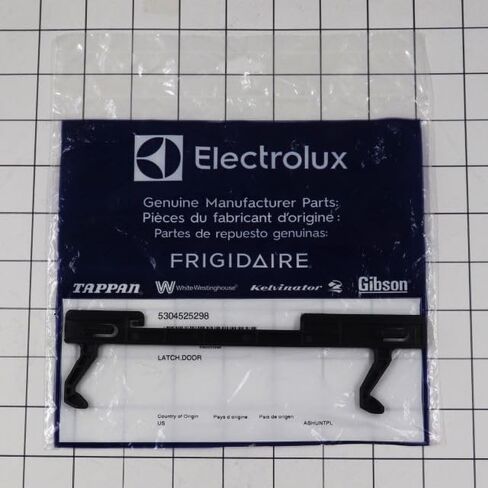 Electrolux
Genuine Manufacturer Parts:
Pièces du fabricant d'origine:
Partes de repuesto genuinas:
FRIGIDAIRE®
TAPPAN® White-Westinghouse® Kelvinator® Gibson®
5304525298
LATCH,DOOR
Country of Origin Pays d'origine País de origen
US ASHUNTPL